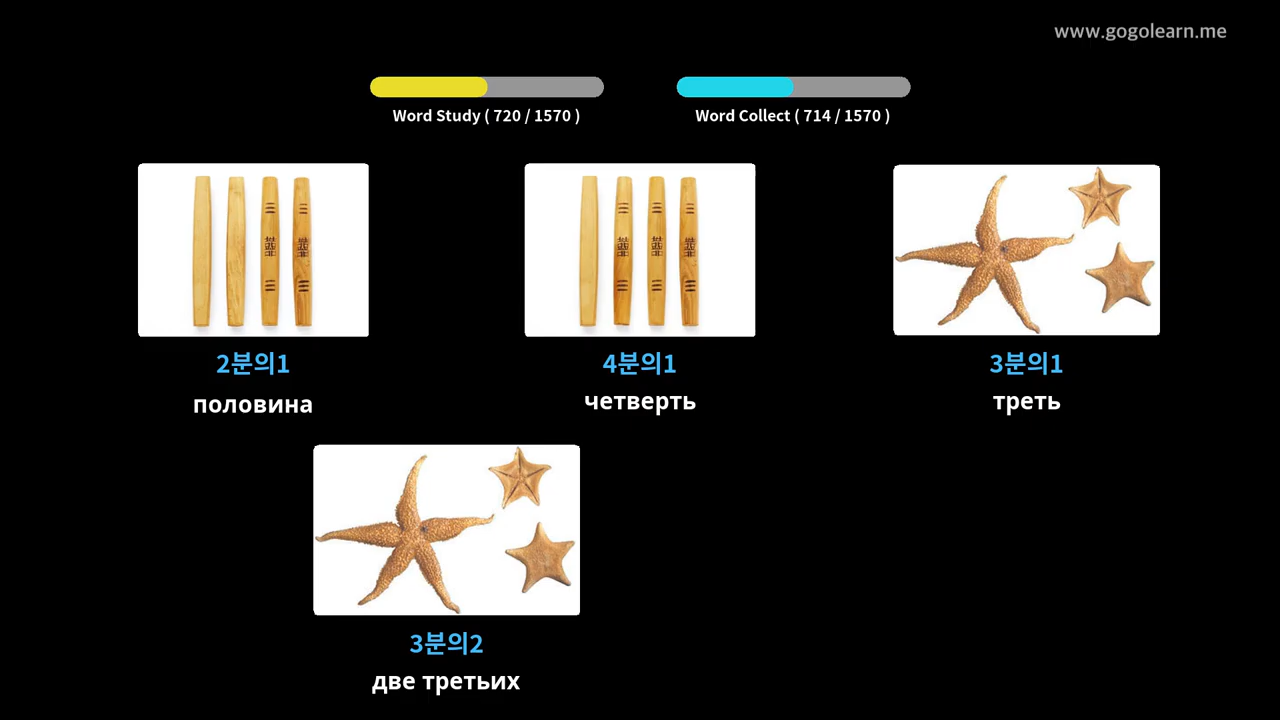 www.gogolearn.me
Word Study ( 720 / 1570 )
Word Collect ( 714 / 1570 )
2분의1
4분의1
3분의1
половина
четверть
треть
3분의2
две третьих